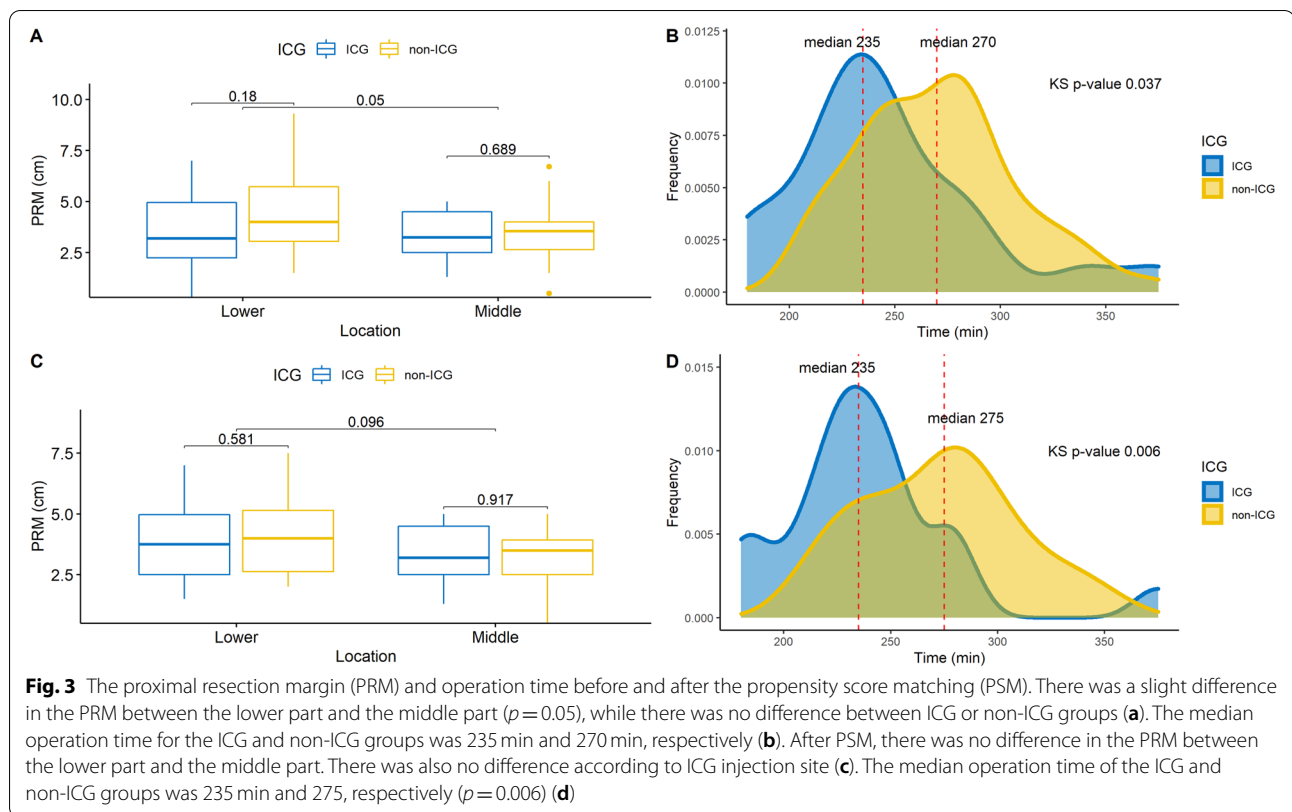 A
ICG ICG non-ICG
10.0
7.5
5.0
2.5
PRM (cm)
0.18
0.05
0.689
Lower
Middle
Location
B
median 235
median 270
KS p-value 0.037
0.0125
0.0100
0.0075
0.0050
0.0025
0.0000
Frequency
ICG
ICG
non-ICG
200
250
300
350
Time (min)
C
ICG ICG non-ICG
7.5
5.0
2.5
PRM (cm)
0.581
0.096
0.917
Lower
Middle
Location
D
median 235
median 275
KS p-value 0.006
0.015
0.010
0.005
0.000
Frequency
ICG
ICG
non-ICG
200
250
300
350
Time (min)
Fig. 3 The proximal resection margin (PRM) and operation time before and after the propensity score matching (PSM). There was a slight difference
in the PRM between the lower part and the middle part (p = 0.05), while there was no difference between ICG or non-ICG groups (a). The median
operation time for the ICG and non-ICG groups was 235 min and 270 min, respectively (b). After PSM, there was no difference in the PRM between
the lower part and the middle part. There was also no difference according to ICG injection site (c). The median operation time of the ICG and
non-ICG groups was 235 min and 275, respectively (p = 0.006) (d)